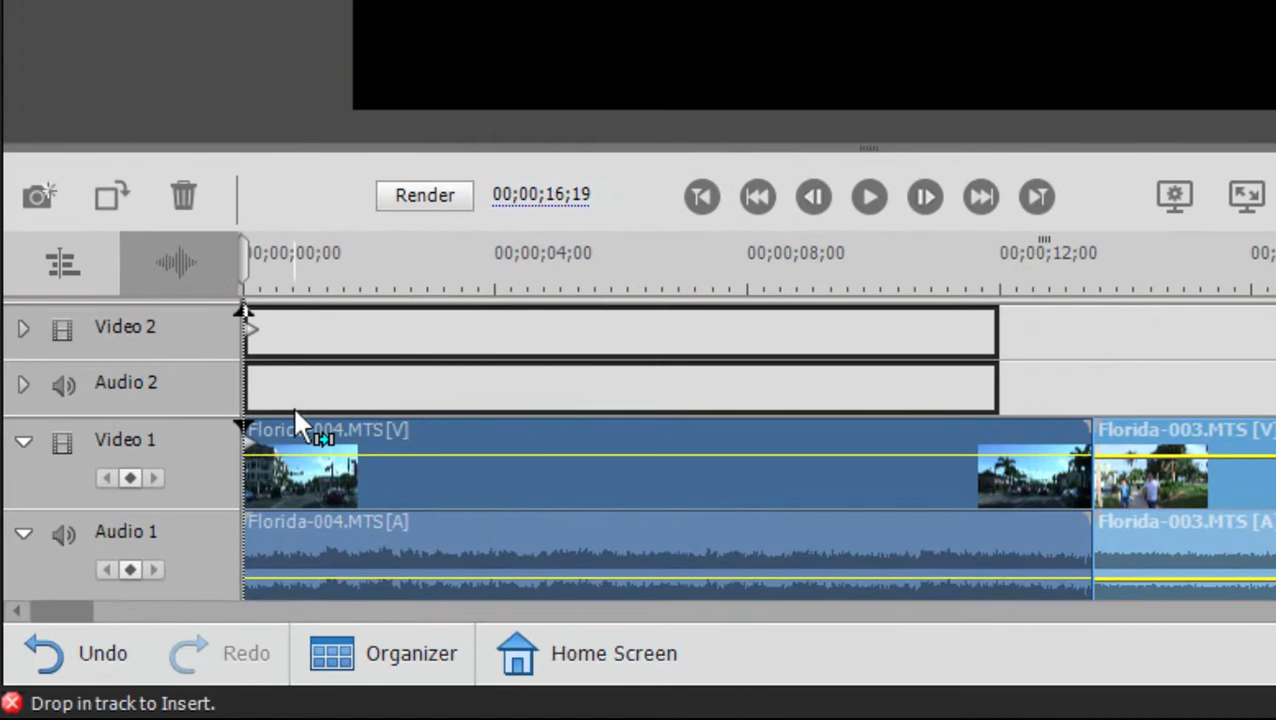 Render 00;00;16;19
00;00;00;00 00;00;04;00 00;00;08;00 00;00;12;00 00;
Video 2
Audio 2
Video 1 Florida-004.MTS [V] Florida-003.MTS [V]
Audio 1 Florida-004.MTS [A] Florida-003.MTS [A
Undo Redo Organizer Home Screen
Drop in track to Insert.